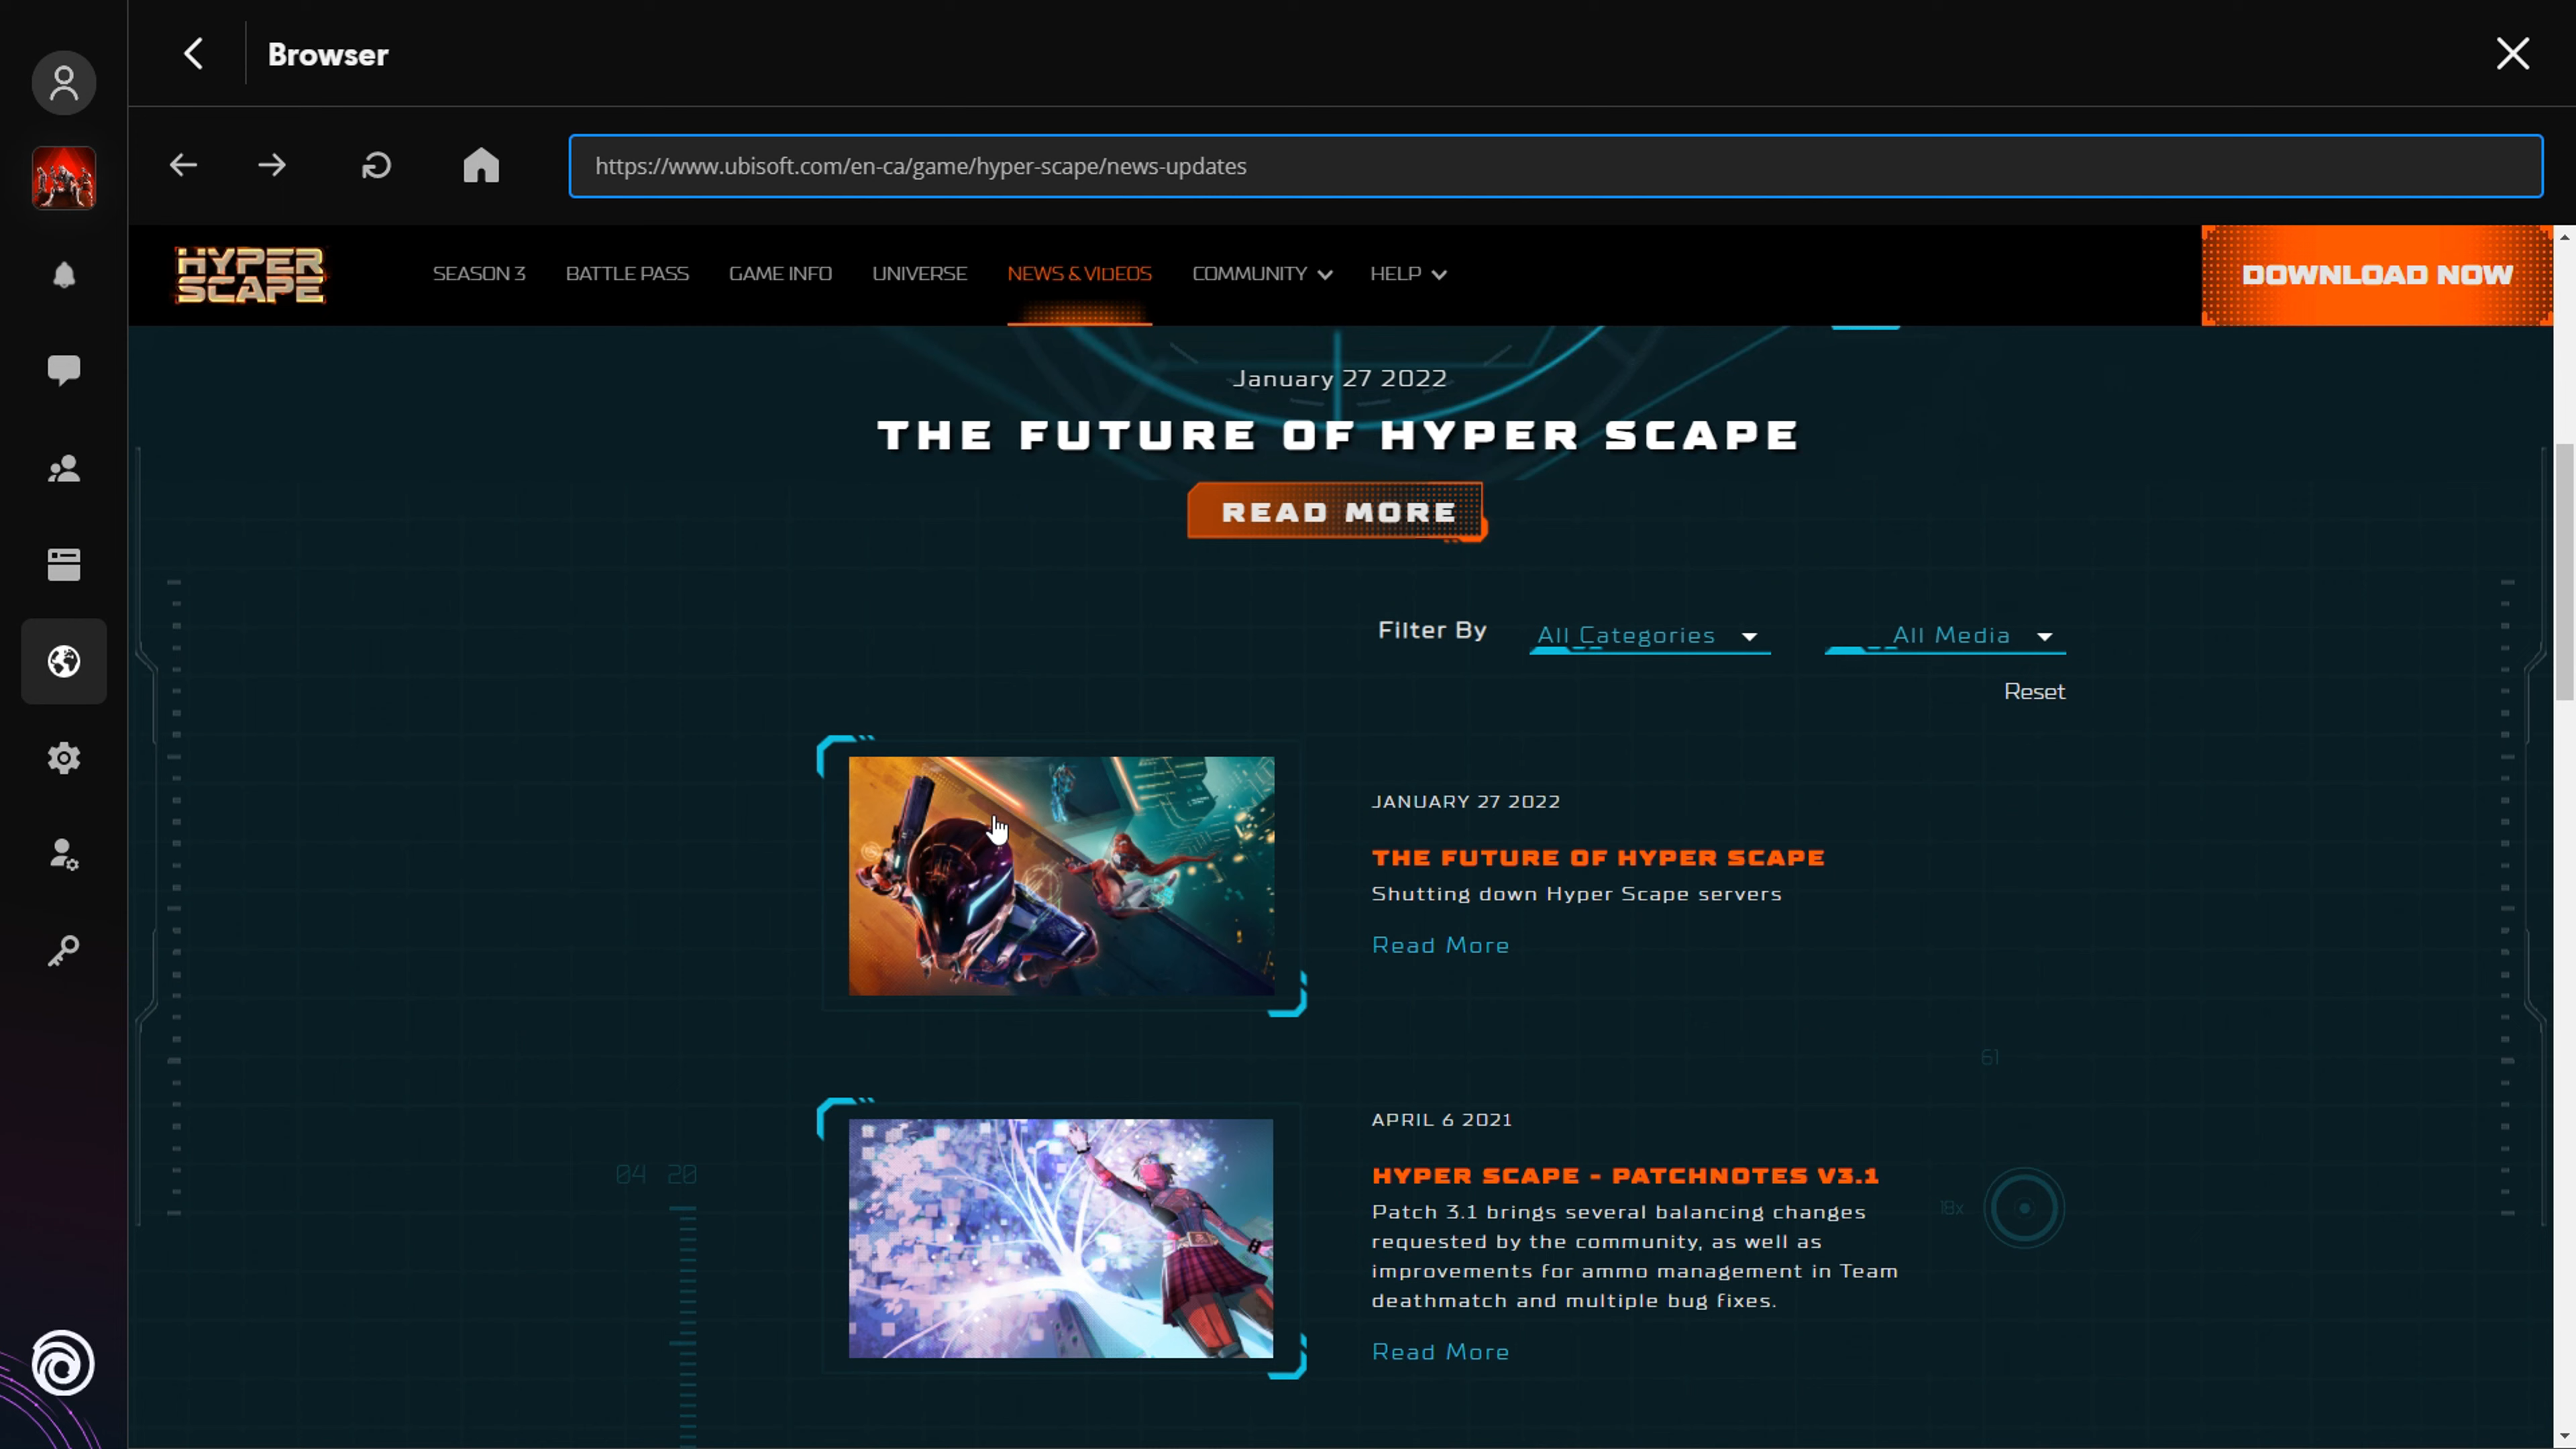 Browser
https://www.ubisoft.com/en-ca/game/hyper-scape/news-updates
HYPER
SCAPE
SEASON 3
BATTLE PASS
GAME INFO
UNIVERSE
NEWS & VIDEOS
COMMUNITY
HELP
DOWNLOAD NOW
January 27 2022
THE FUTURE OF HYPER SCAPE
READ MORE
Filter By
All Categories
All Media
Reset
JANUARY 27 2022
THE FUTURE OF HYPER SCAPE
Shutting down Hyper Scape servers
Read More
61
APRIL 6 2021
HYPER SCAPE - PATCHNOTES V3.1
Patch 3.1 brings several balancing changes
requested by the community, as well as
improvements for ammo management in Team
deathmatch and multiple bug fixes.
Read More
04 20
18x